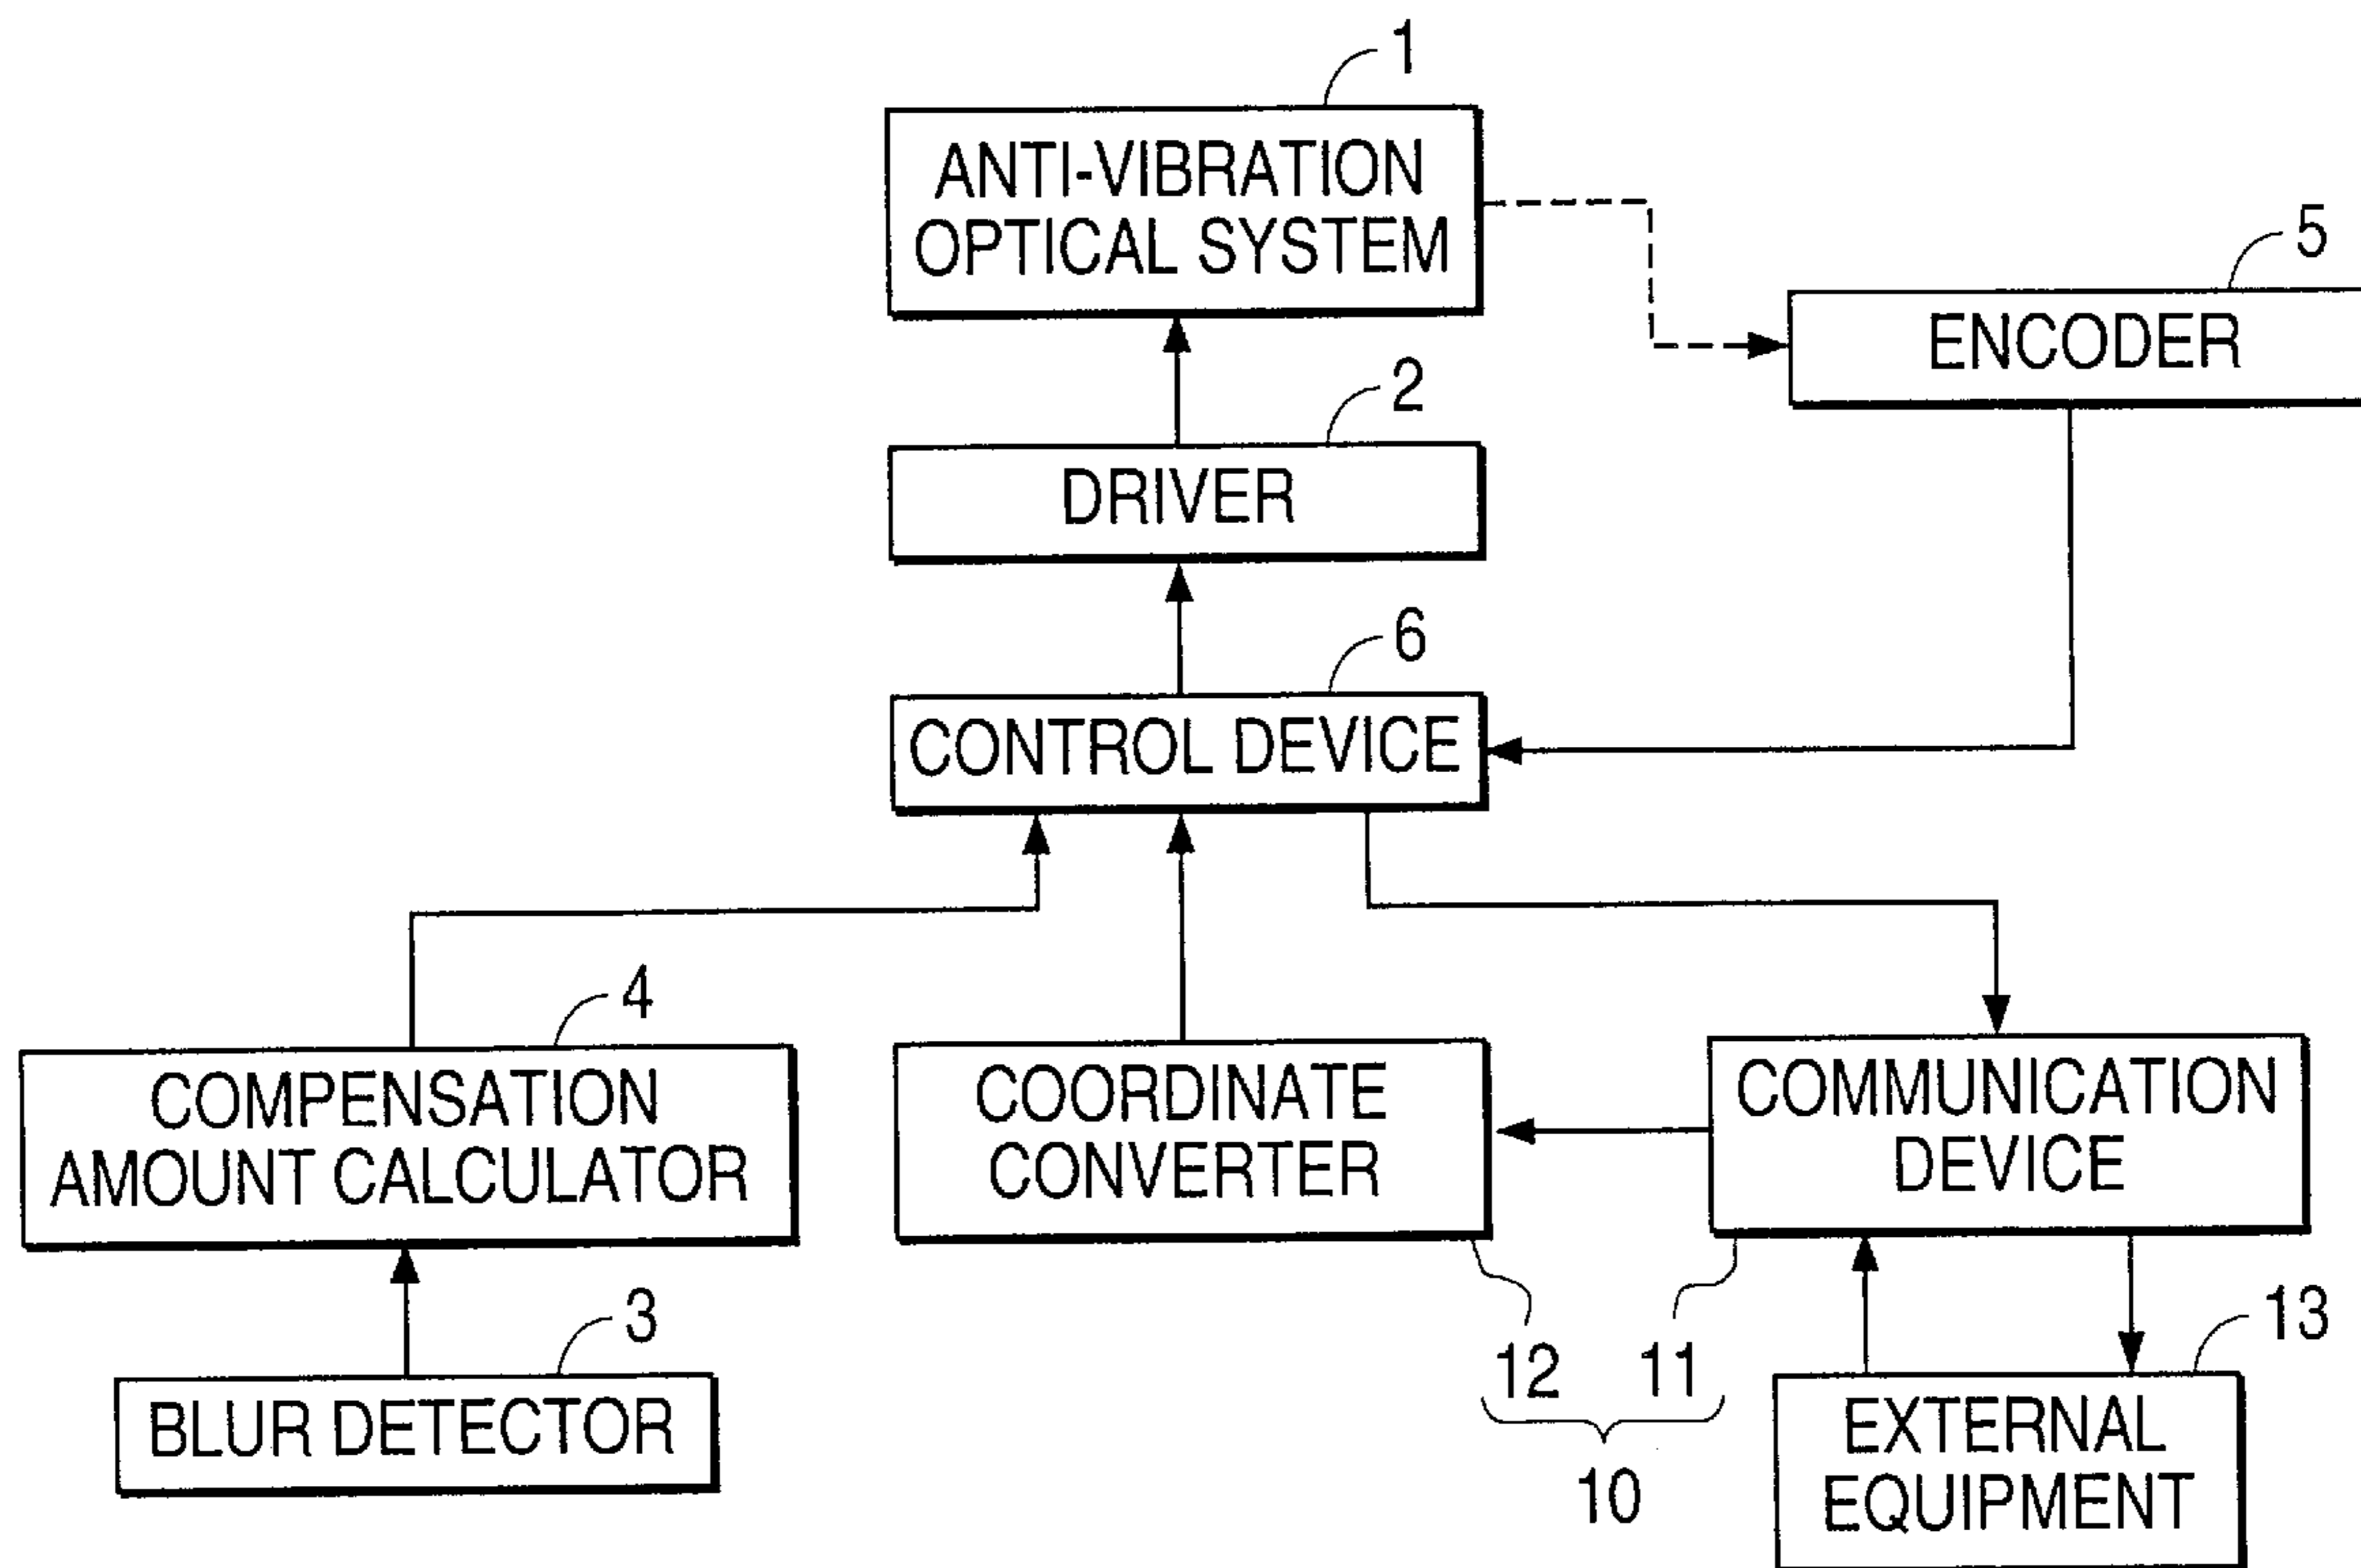 1
ANTI-VIBRATION
OPTICAL SYSTEM
5
ENCODER
2
DRIVER
6
CONTROL DEVICE
4
COMPENSATION
AMOUNT CALCULATOR
COORDINATE
CONVERTER
COMMUNICATION
DEVICE
3
BLUR DETECTOR
12 11
10
13
EXTERNAL
EQUIPMENT